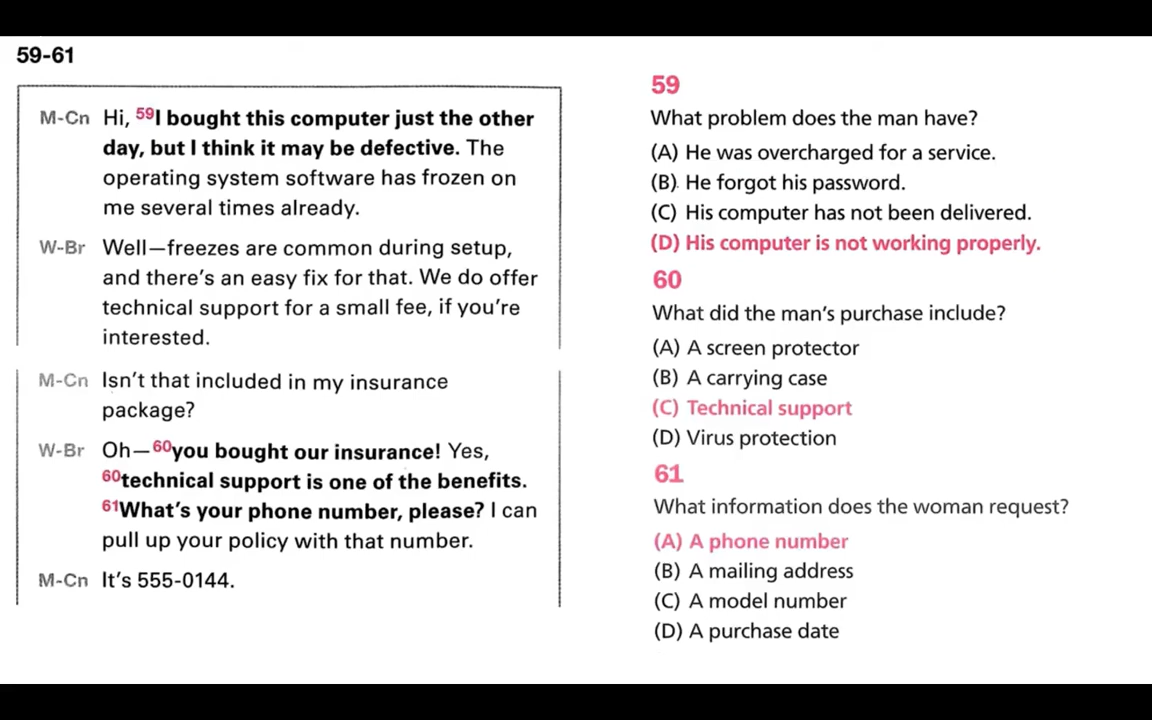 59-61
M-Cn Hi, 59I bought this computer just the other
day, but I think it may be defective. The
operating system software has frozen on
me several times already.
W-Br Well—freezes are common during setup,
and there's an easy fix for that. We do offer
technical support for a small fee, if you're
interested.
M-Cn Isn't that included in my insurance
package?
W-Br Oh—60you bought our insurance! Yes,
60technical support is one of the benefits.
61What's your phone number, please? I can
pull up your policy with that number.
M-Cn It's 555-0144.
59
What problem does the man have?
(A) He was overcharged for a service.
(B) He forgot his password.
(C) His computer has not been delivered.
(D) His computer is not working properly.
60
What did the man's purchase include?
(A) A screen protector
(B) A carrying case
(C) Technical support
(D) Virus protection
61
What information does the woman request?
(A) A phone number
(B) A mailing address
(C) A model number
(D) A purchase date